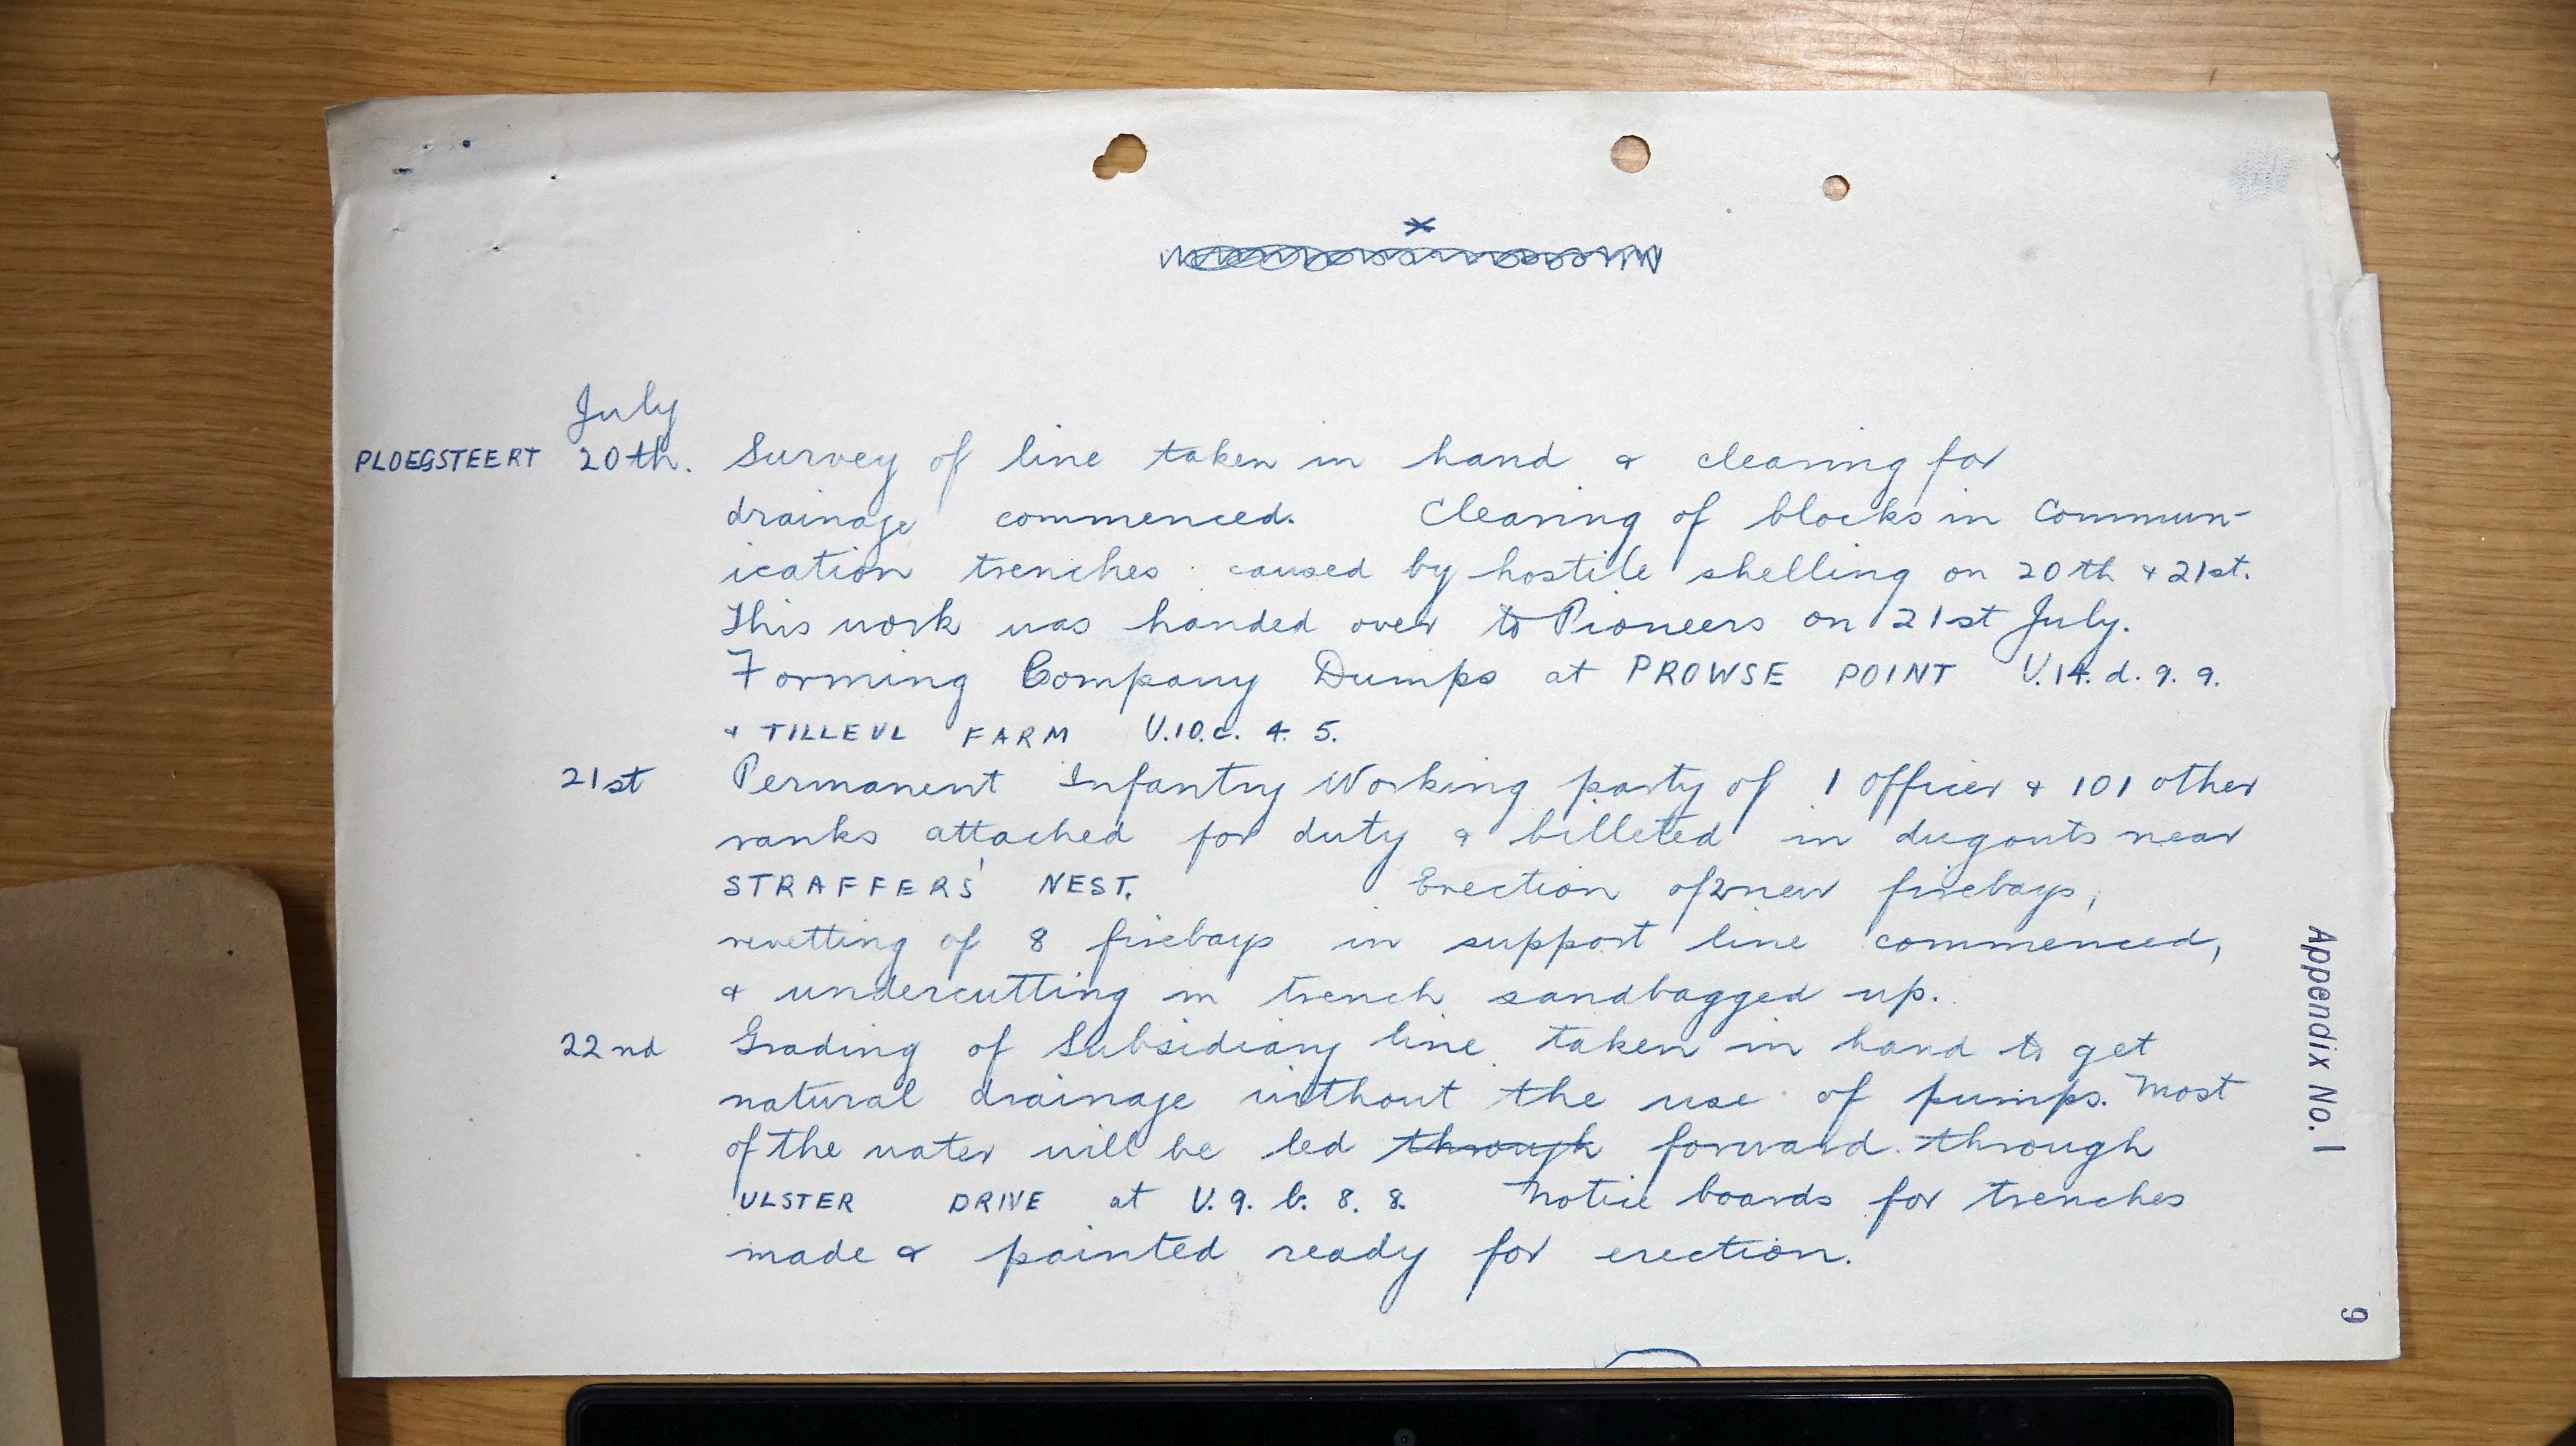 July
PLOEGSTEERT 20th. Survey of line taken in hand & clearing for
drainage commenced. Clearing of blocks in Commun-
ication trenches caused by hostile shelling on 20th & 21st.
This work was handed over to Pioneers on 21st July.
Forming Company Dumps at PROWSE POINT V.14.d.9.9.
& TILLEUL FARM U.10.c.4.5.
21st Permanent Infantry Working party of 1 Officer & 101 other
ranks attached for duty & billeted in dugouts near
STRAFFERS' NEST. Erection of 2 new firebays,
revetting of 8 firebays in support line commenced,
& undercutting in trench sandbagged up.
22nd Grading of Subsidiary line taken in hand to get
natural drainage without the use of pumps. Most
of the water will be led through forward through
ULSTER DRIVE at U.9.b.8.8. Notice boards for trenches
made & painted ready for erection.
Appendix No. 1
9